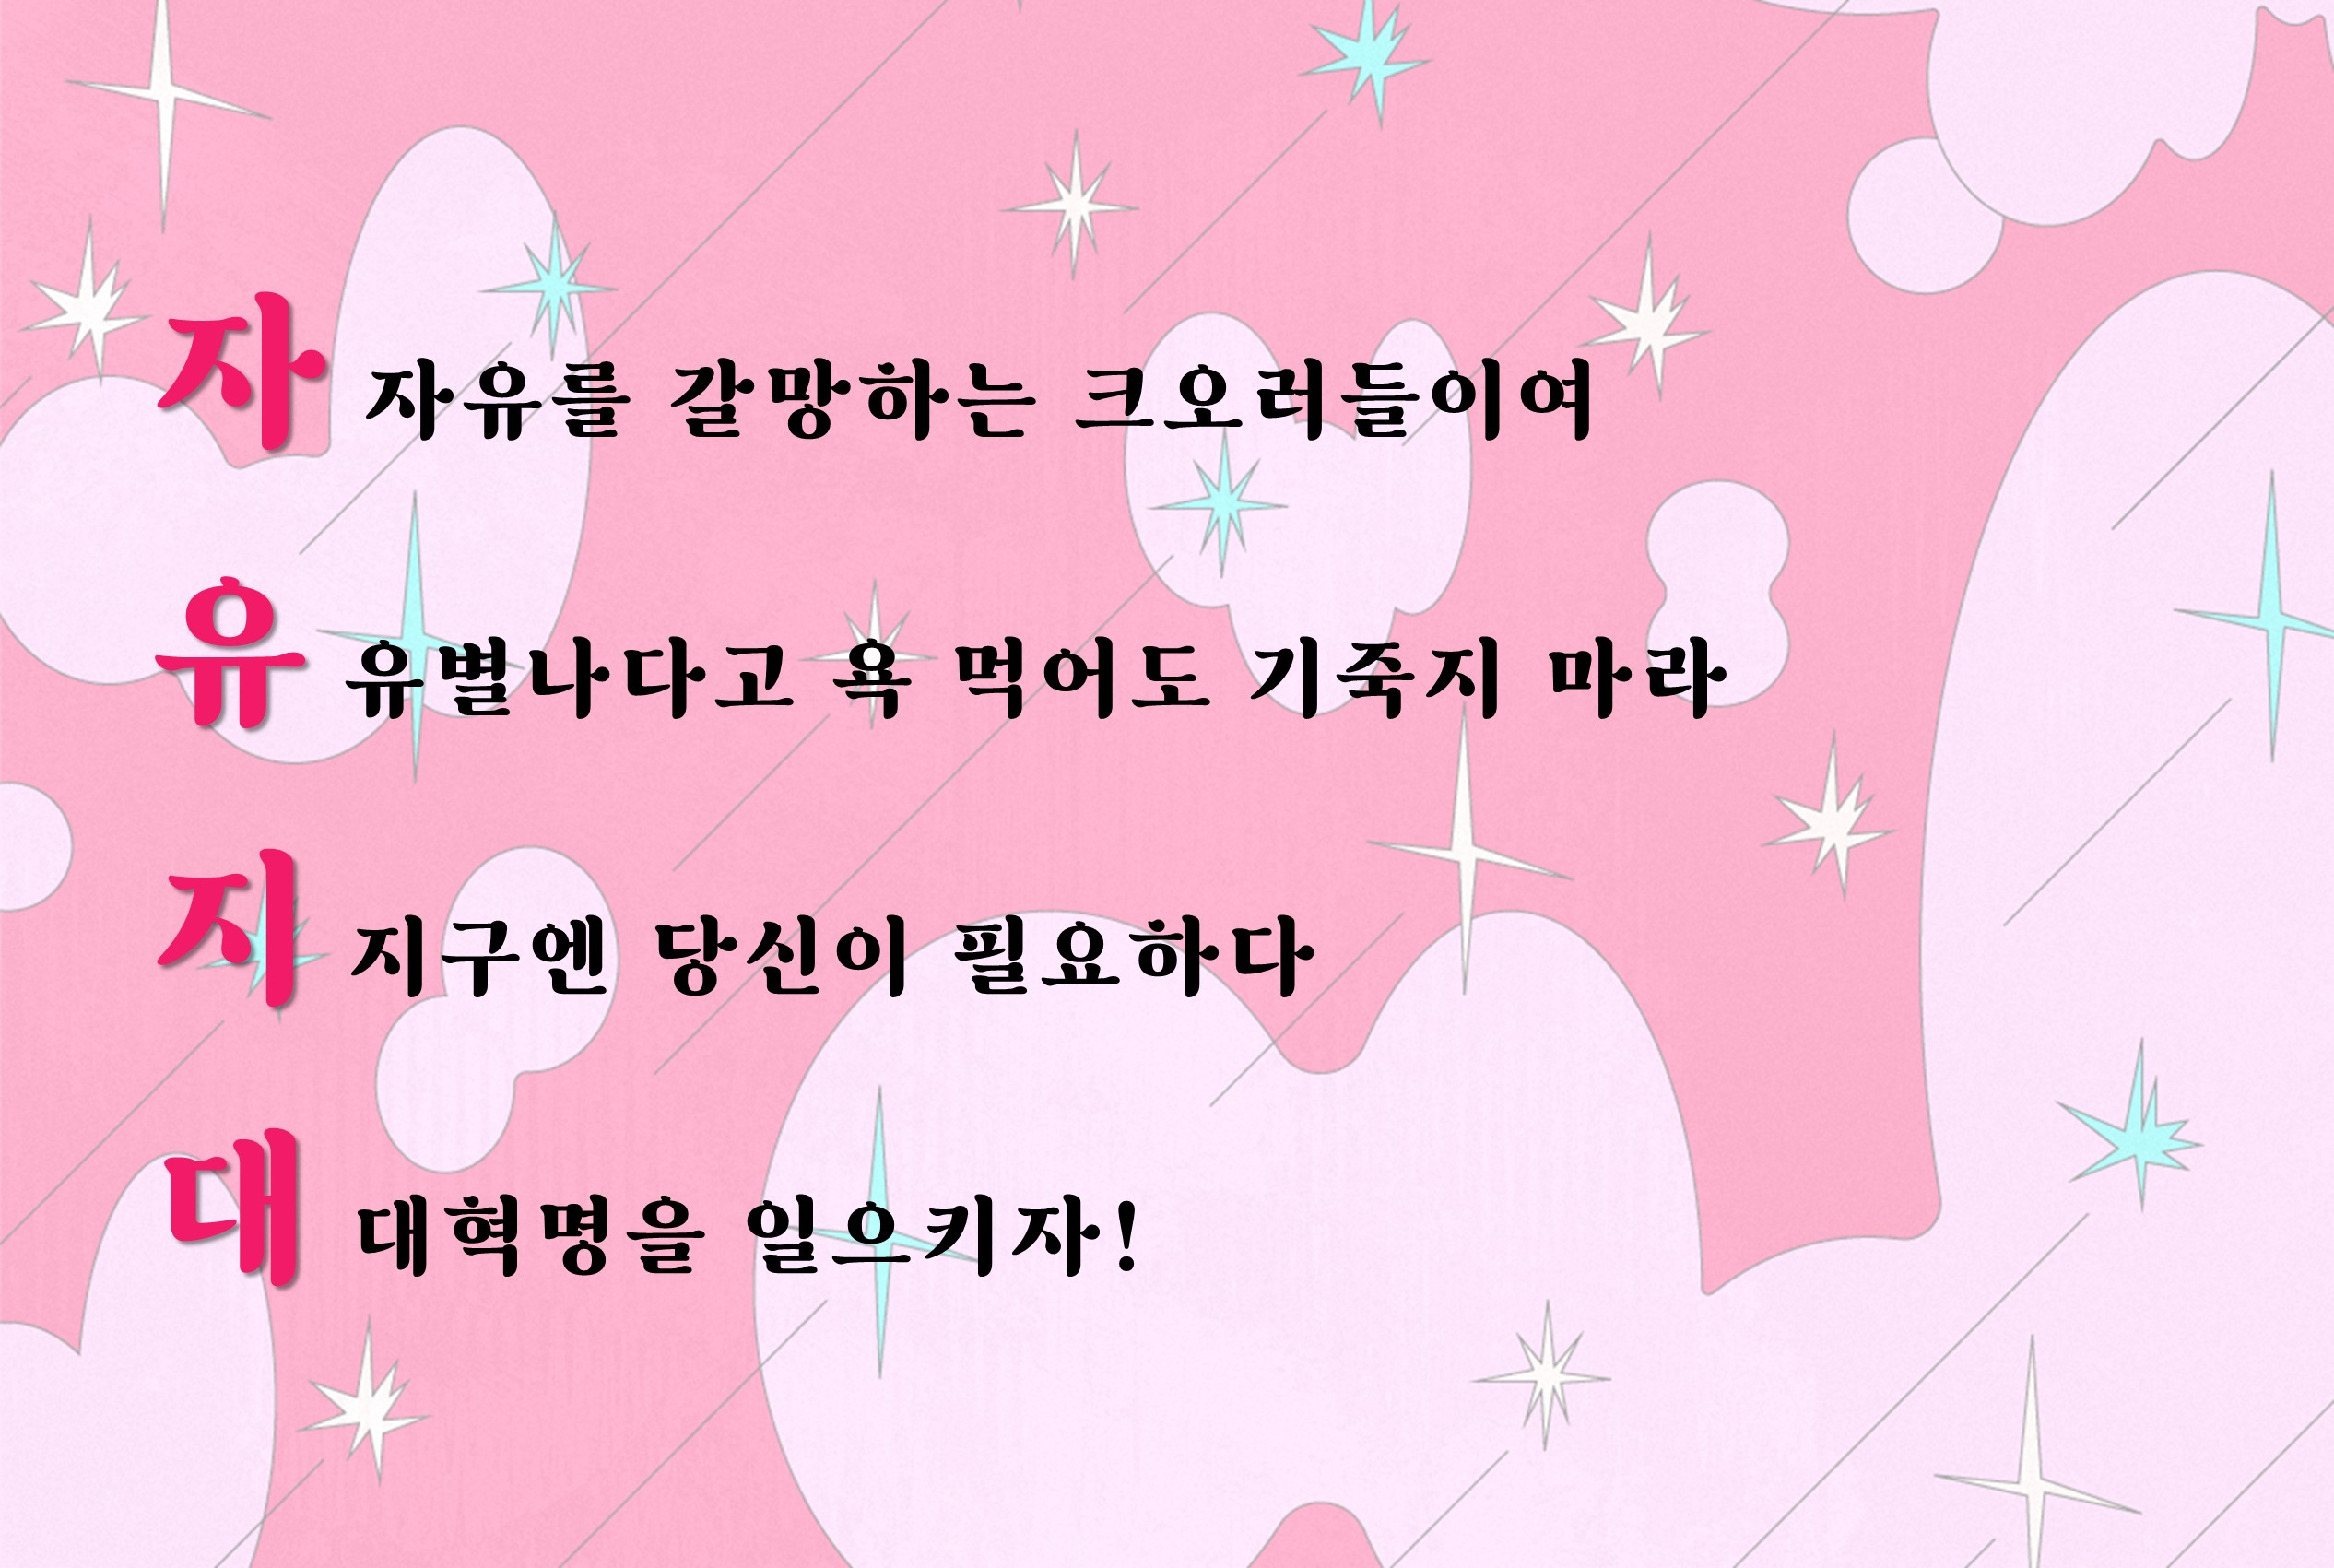 자 자유를 갈망하는 크오러들이여
유 유별나다고 욕 먹어도 기죽지 마라
지 지구엔 당신이 필요하다
대 대혁명을 일으키자!